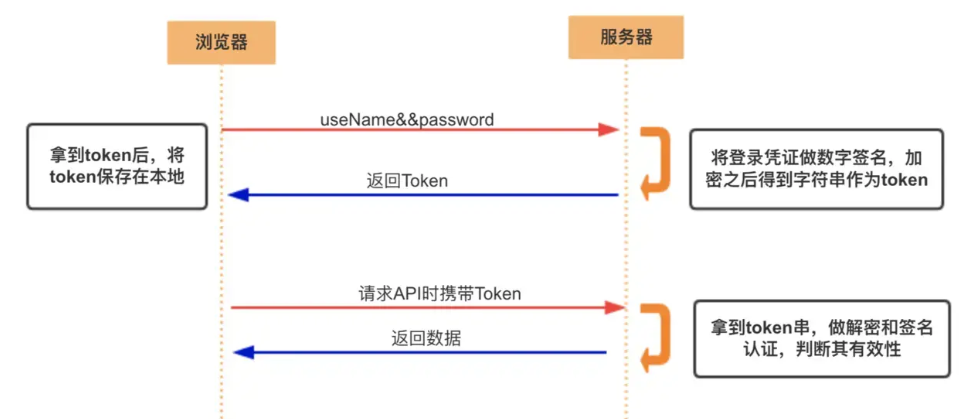 浏览器
服务器
useName&&password
拿到token后，将
token保存在本地
将登录凭证做数字签名，加
密之后得到字符串作为token
返回Token
请求API时携带Token
拿到token串，做解密和签名
认证，判断其有效性
返回数据